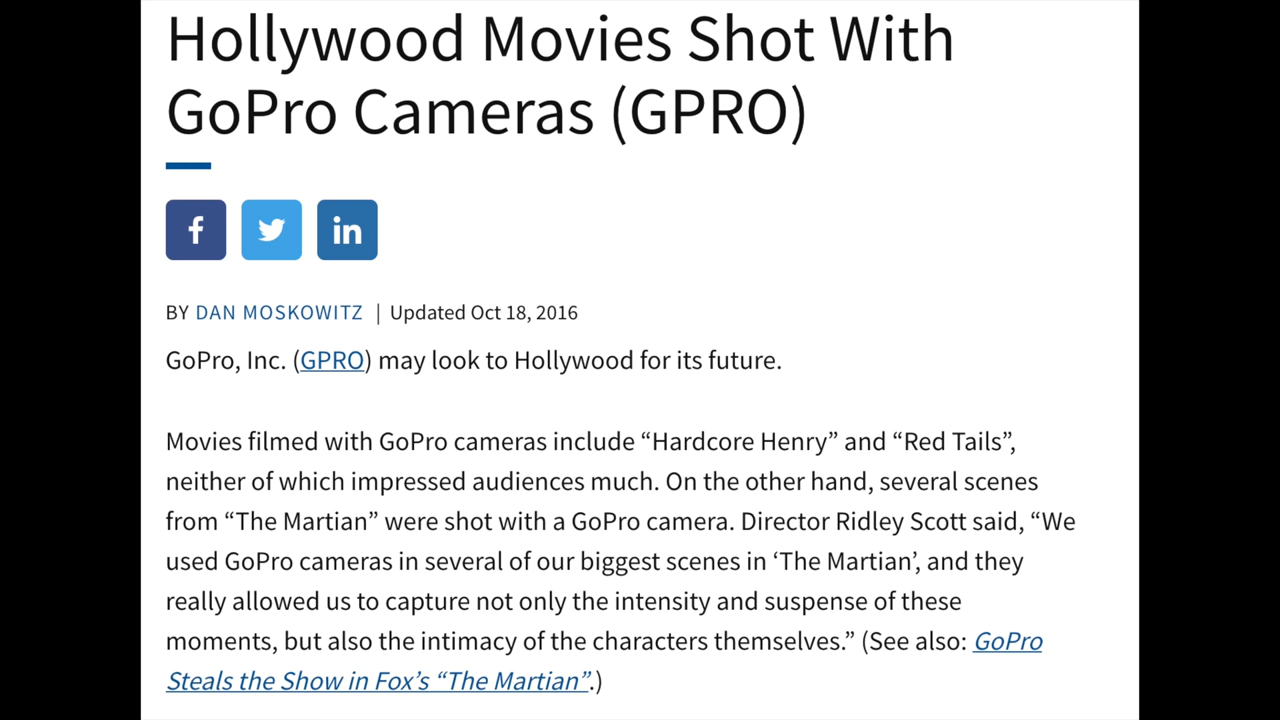 Hollywood Movies Shot With
GoPro Cameras (GPRO)
f
in
BY DAN MOSKOWITZ | Updated Oct 18, 2016
GoPro, Inc. (GPRO) may look to Hollywood for its future.
Movies filmed with GoPro cameras include “Hardcore Henry” and “Red Tails”,
neither of which impressed audiences much. On the other hand, several scenes
from “The Martian” were shot with a GoPro camera. Director Ridley Scott said, “We
used GoPro cameras in several of our biggest scenes in ‘The Martian’, and they
really allowed us to capture not only the intensity and suspense of these
moments, but also the intimacy of the characters themselves.” (See also: GoPro
Steals the Show in Fox’s “The Martian”.)